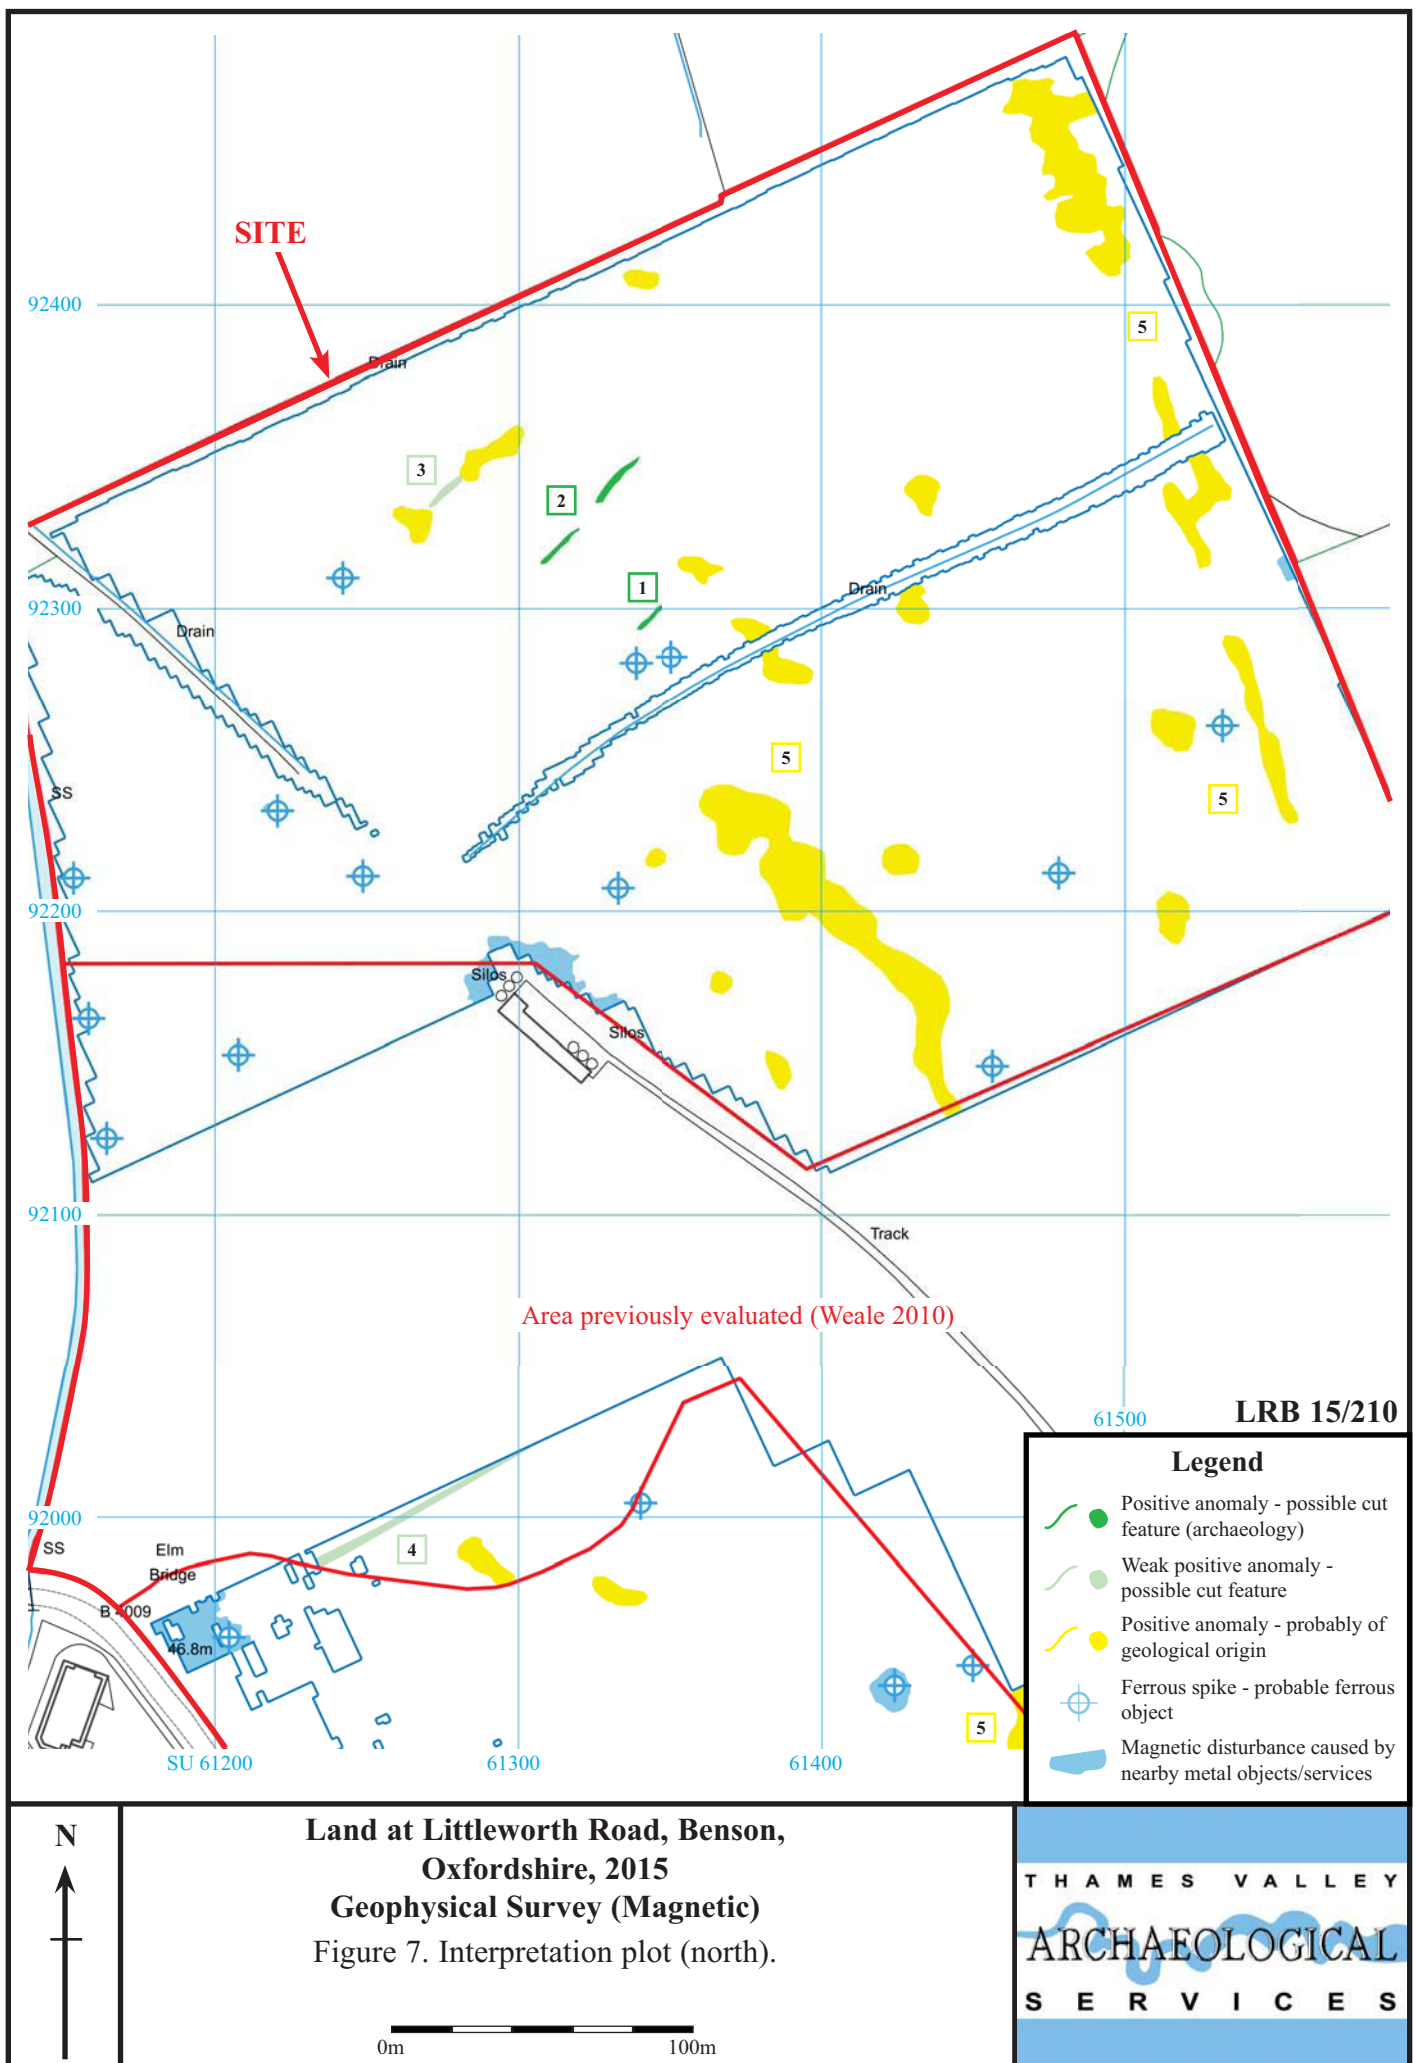 SITE
92400
Drain
5
3
2
1
Drain
92300
Drain
5
SS
5
92200
Silos
Silos
92100
Track
Area previously evaluated (Weale 2010)
61500
LRB 15/210
92000
SS
Elm
Bridge
4
B 4009
46.8m
5
SU 61200
61300
61400
Legend
Positive anomaly - possible cut
feature (archaeology)
Weak positive anomaly -
possible cut feature
Positive anomaly - probably of
geological origin
Ferrous spike - probable ferrous
object
Magnetic disturbance caused by
nearby metal objects/services
N
Land at Littleworth Road, Benson,
Oxfordshire, 2015
Geophysical Survey (Magnetic)
Figure 7. Interpretation plot (north).
0m
100m
THAMES VALLEY
ARCHAEOLOGICAL
SERVICES